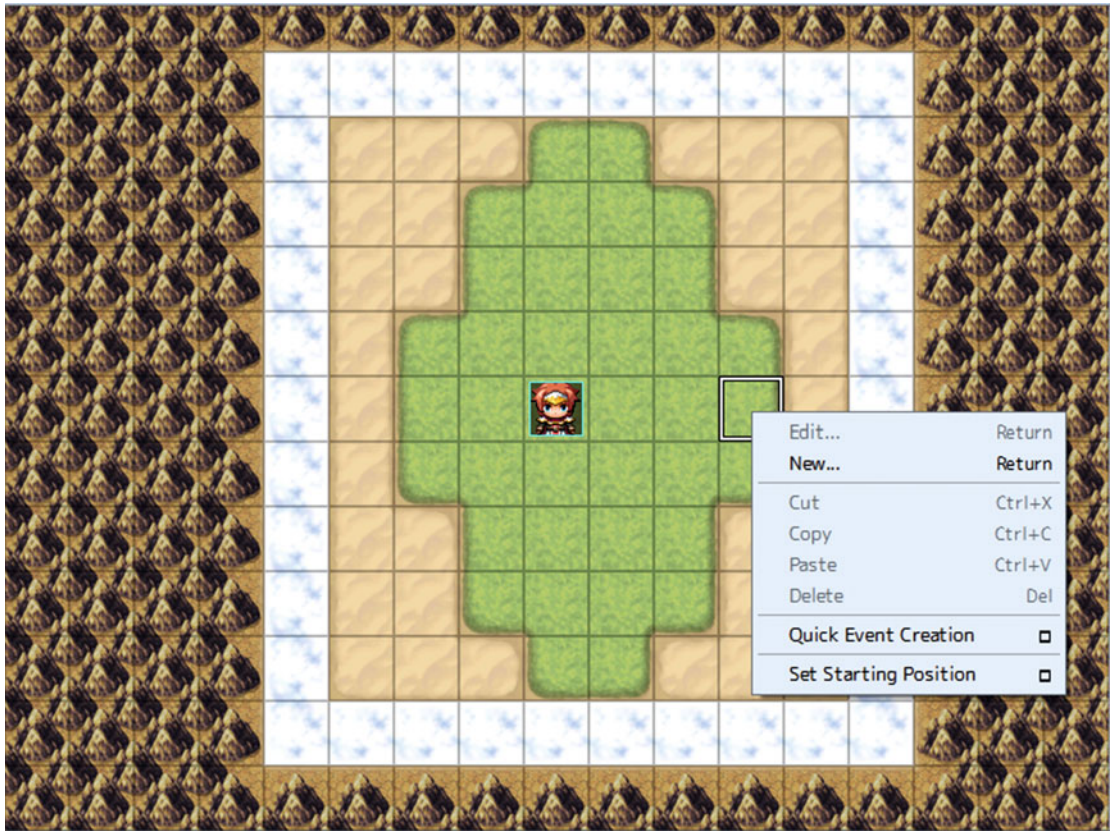 Edit... Return
New... Return
Cut Ctrl+X
Copy Ctrl+C
Paste Ctrl+V
Delete Del
Quick Event Creation
Set Starting Position